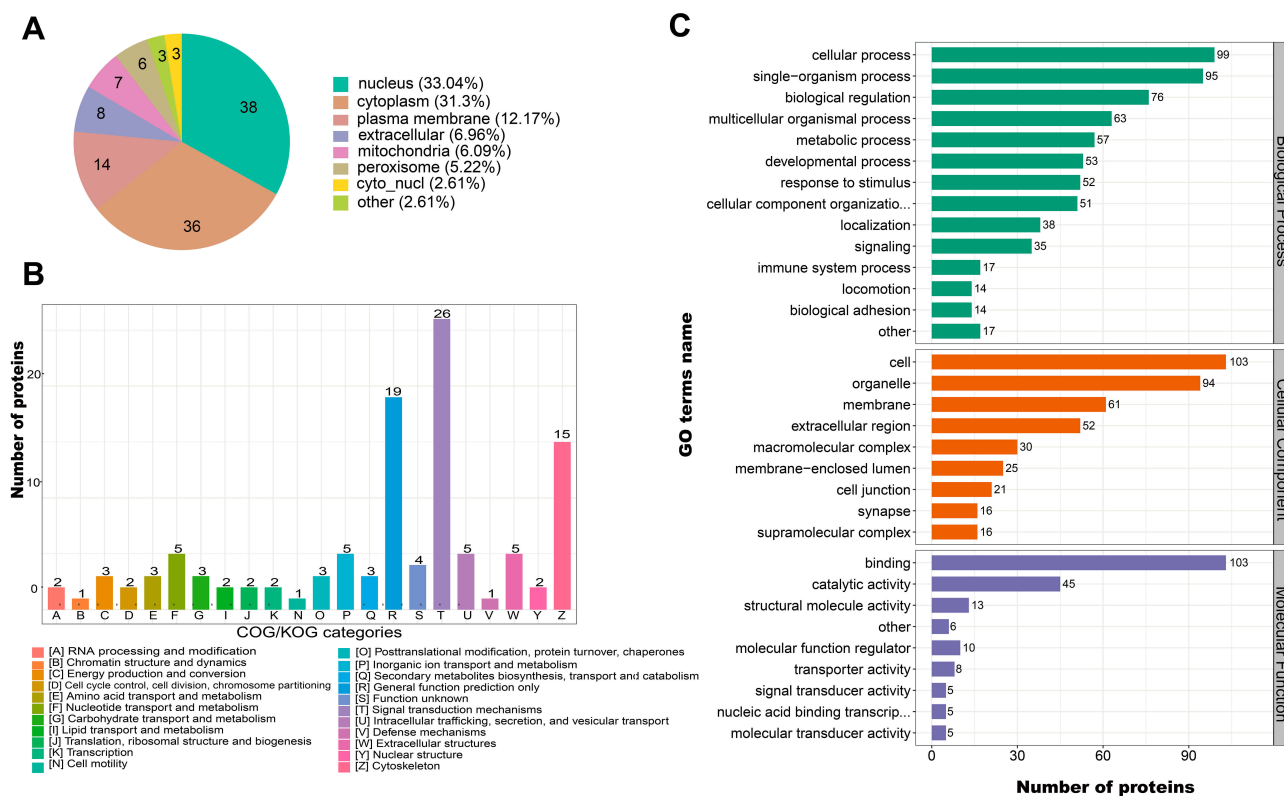 A
38
36
14
8
7
6
3
3
nucleus (33.04%)
cytoplasm (31.3%)
plasma membrane (12.17%)
extracellular (6.96%)
mitochondria (6.09%)
peroxisome (5.22%)
cyto_nucl (2.61%)
other (2.61%)
B
Number of proteins
20
10
0
2
1
3
2
3
5
3
2
2
2
1
3
5
3
19
4
26
5
1
5
2
15
A B C D E F G I J K N O P Q R S T U V W Y Z
COG/KOG categories
[A] RNA processing and modification
[B] Chromatin structure and dynamics
[C] Energy production and conversion
[D] Cell cycle control, cell division, chromosome partitioning
[E] Amino acid transport and metabolism
[F] Nucleotide transport and metabolism
[G] Carbohydrate transport and metabolism
[I] Lipid transport and metabolism
[J] Translation, ribosomal structure and biogenesis
[K] Transcription
[N] Cell motility
[O] Posttranslational modification, protein turnover, chaperones
[P] Inorganic ion transport and metabolism
[Q] Secondary metabolites biosynthesis, transport and catabolism
[R] General function prediction only
[S] Function unknown
[T] Signal transduction mechanisms
[U] Intracellular trafficking, secretion, and vesicular transport
[V] Defense mechanisms
[W] Extracellular structures
[Y] Nuclear structure
[Z] Cytoskeleton
C
GO terms name
cellular process 99
single-organism process 95
biological regulation 76
multicellular organismal process 63
metabolic process 57
developmental process 53
response to stimulus 52
cellular component organizatio... 51
localization 38
signaling 35
immune system process 17
locomotion 14
biological adhesion 14
other 17
Biological Process
cell 103
organelle 94
membrane 61
extracellular region 52
macromolecular complex 30
membrane-enclosed lumen 25
cell junction 21
synapse 16
supramolecular complex 16
Cellular Component
binding 103
catalytic activity 45
structural molecule activity 13
other 6
molecular function regulator 10
transporter activity 8
signal transducer activity 5
nucleic acid binding transcrip... 5
molecular transducer activity 5
Molecular Function
0 30 60 90
Number of proteins